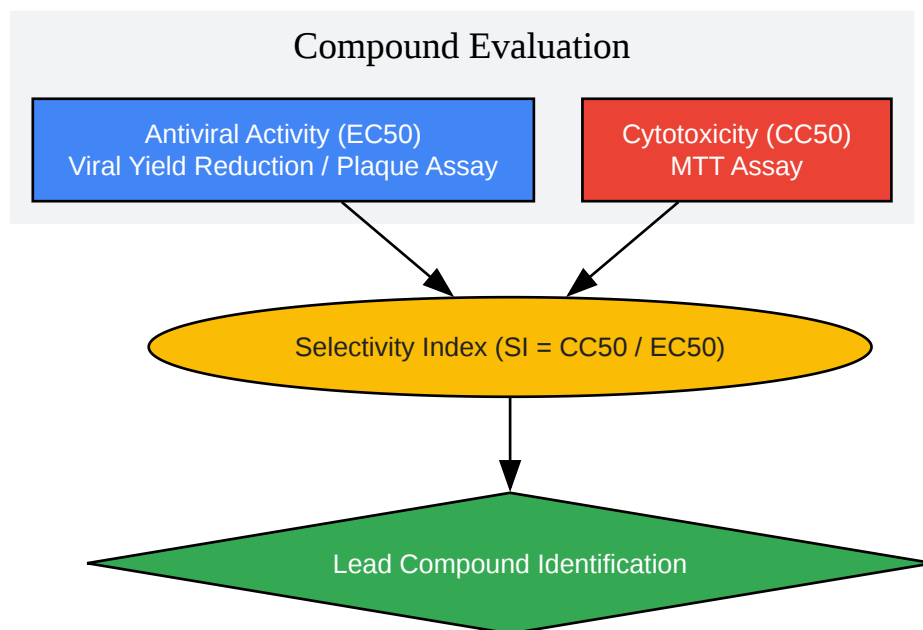 Compound Evaluation
Antiviral Activity (EC50)
Viral Yield Reduction / Plaque Assay
Cytotoxicity (CC50)
MTT Assay
Selectivity Index (SI = CC50 / EC50)
Lead Compound Identification